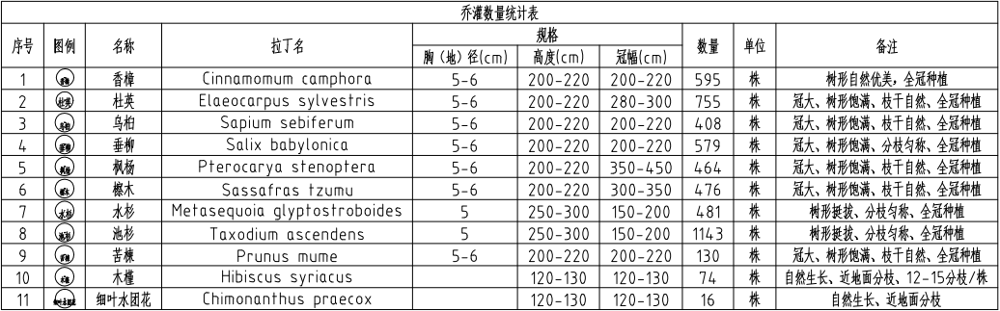 乔灌数量统计表
序号 图例 名称 拉丁名 规格 数量 单位 备注
胸（地）径(cm) 高度(cm) 冠幅(cm)
1 香樟 Cinnamomum camphora 5-6 200-220 200-220 595 株 树形自然优美，全冠种植
2 杜英 杜英 Elaeocarpus sylvestris 5-6 200-220 280-300 755 株 冠大、树形饱满、枝干自然、全冠种植
3 乌桕 Sapium sebiferum 5-6 200-220 200-220 408 株 冠大、树形饱满、枝干自然、全冠种植
4 垂柳 Salix babylonica 5-6 200-220 200-220 579 株 冠大、树形饱满、分枝匀称、全冠种植
5 枫杨 Pterocarya stenoptera 5-6 200-220 350-450 464 株 冠大、树形饱满、枝干自然、全冠种植
6 檫木 Sassafras tzumu 5-6 200-220 300-350 476 株 冠大、树形饱满、枝干自然、全冠种植
7 水杉 水杉 Metasequoia glyptostroboides 5 250-300 150-200 481 株 树形挺拔、分枝匀称、全冠种植
8 池杉 池杉 Taxodium ascendens 5 250-300 150-200 1143 株 树形挺拔、分枝匀称、全冠种植
9 苦楝 Prunus mume 5-6 200-220 200-220 130 株 冠大、树形饱满、枝干自然、全冠种植
10 木槿 Hibiscus syriacus 120-130 120-130 74 株 自然生长、近地面分枝、12-15分枝/株
11 细叶水团花 Chimonanthus praecox 120-130 120-130 16 株 自然生长、近地面分枝